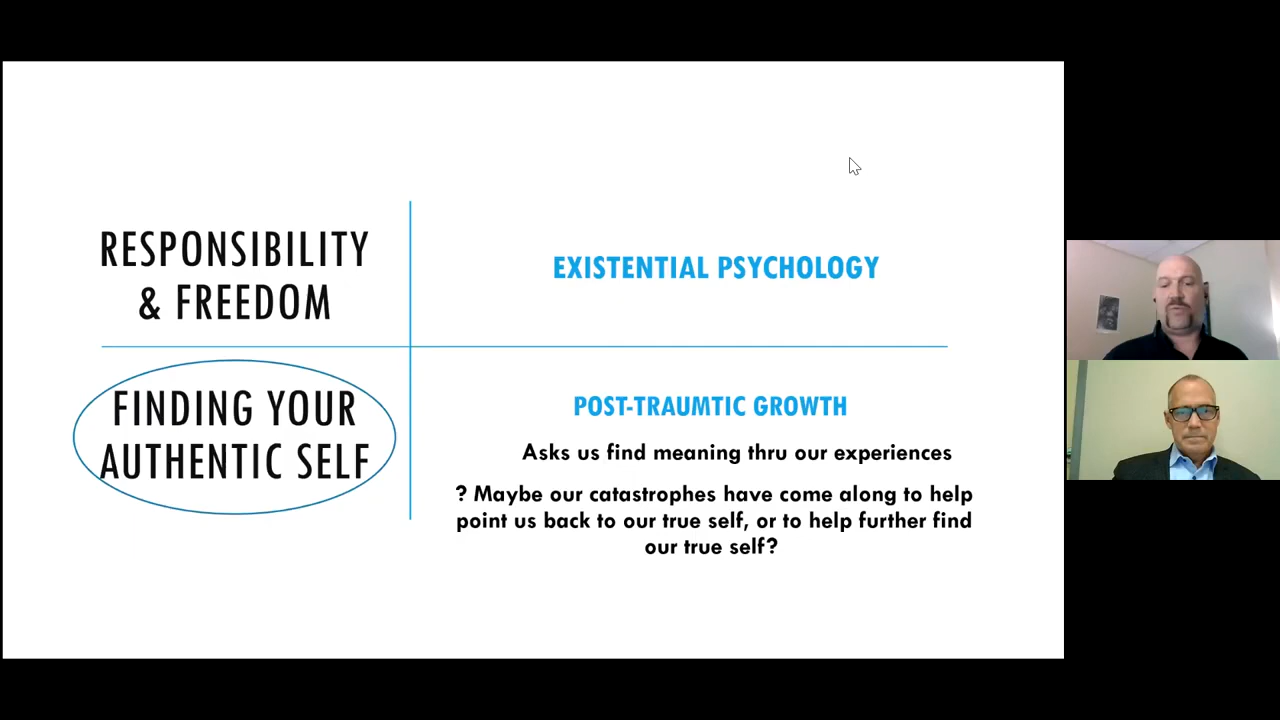 RESPONSIBILITY
& FREEDOM
EXISTENTIAL PSYCHOLOGY
FINDING YOUR
AUTHENTIC SELF
POST-TRAUMTIC GROWTH
Asks us find meaning thru our experiences
? Maybe our catastrophes have come along to help
point us back to our true self, or to help further find
our true self?